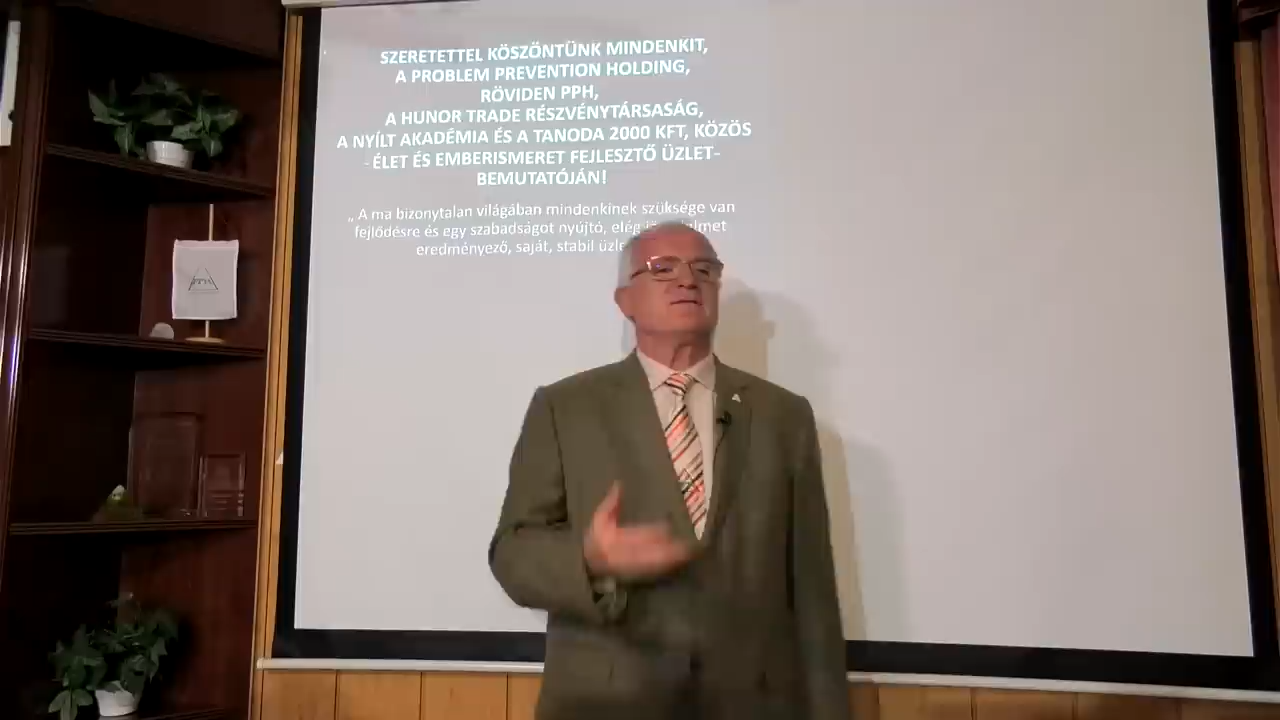 SZERETETTEL KÖSZÖNTÜNK MINDENKIT,
A PROBLEM PREVENTION HOLDING,
RÖVIDEN PPH,
A HUNOR TRADE RÉSZVÉNYTÁRSASÁG,
A NYÍLT AKADÉMIA ÉS A TANODA 2000 KFT, KÖZÖS
- ÉLET ÉS EMBERISMERET FEJLESZTŐ ÜZLET-
BEMUTATÓJÁN!
„ A ma bizonytalan világában mindenkinek szüksége van
fejlődésre és egy szabadságot nyújtó, elég
eredményező, saját, stabil